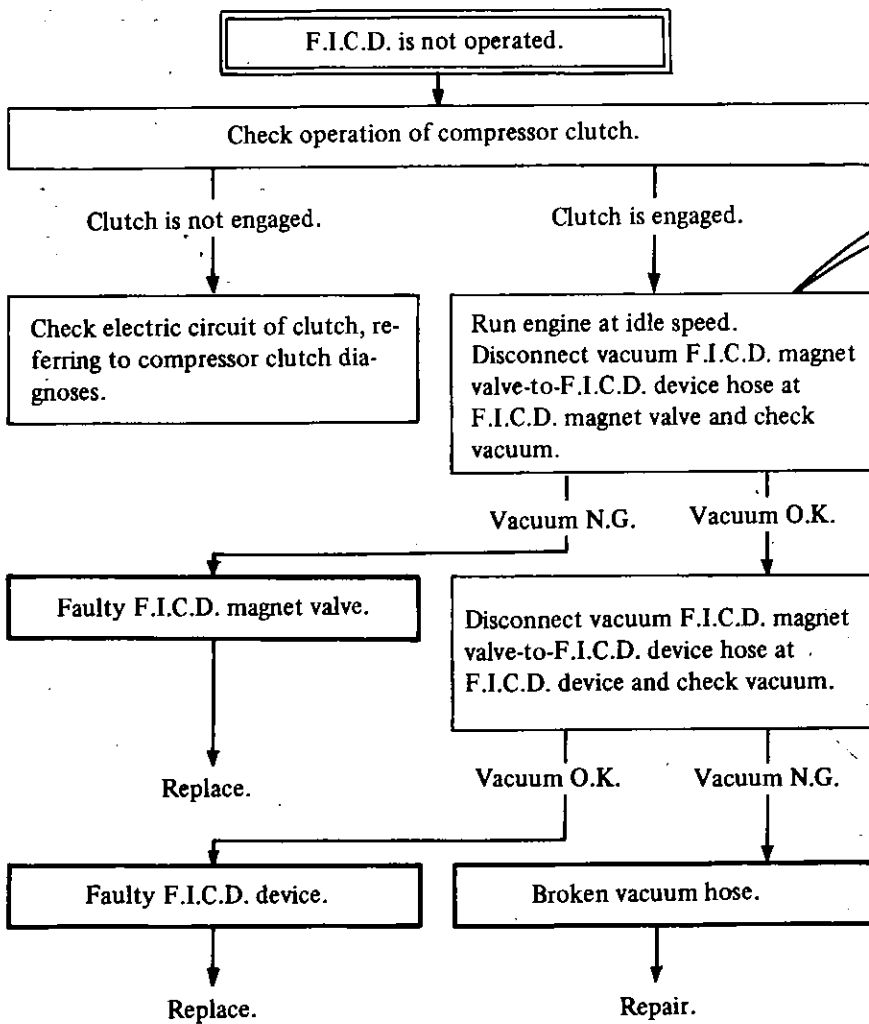 F.I.C.D. is not operated.
Check operation of compressor clutch.
Clutch is not engaged.
Clutch is engaged.
Check electric circuit of clutch, re-
ferring to compressor clutch dia-
gnoses.
Run engine at idle speed.
Disconnect vacuum F.I.C.D. magnet
valve-to-F.I.C.D. device hose at
F.I.C.D. magnet valve and check
vacuum.
Vacuum N.G.
Vacuum O.K.
Faulty F.I.C.D. magnet valve.
Disconnect vacuum F.I.C.D. magnet
valve-to-F.I.C.D. device hose at
F.I.C.D. device and check vacuum.
Replace.
Vacuum O.K.
Vacuum N.G.
Faulty F.I.C.D. device.
Broken vacuum hose.
Replace.
Repair.